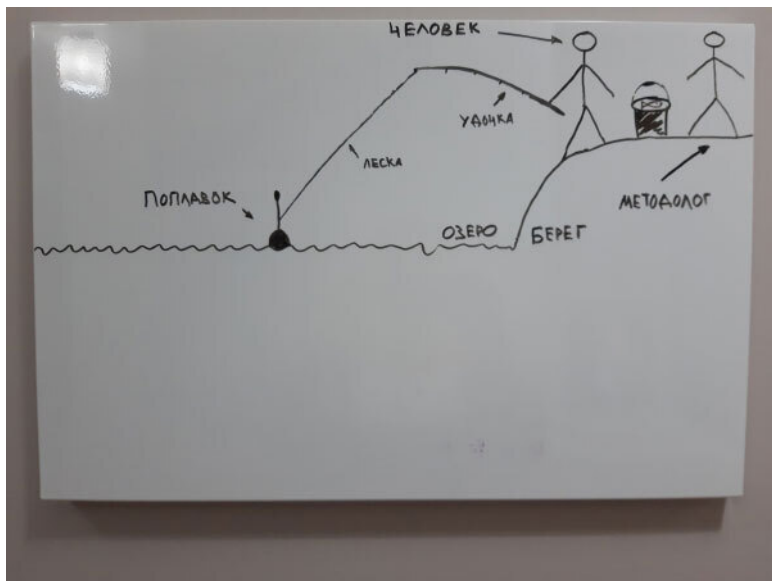 ЧЕЛОВЕК
УДОЧКА
ЛЕСКА
ПОПЛАВОК
МЕТОДОЛОГ
ОЗЕРО
БЕРЕГ